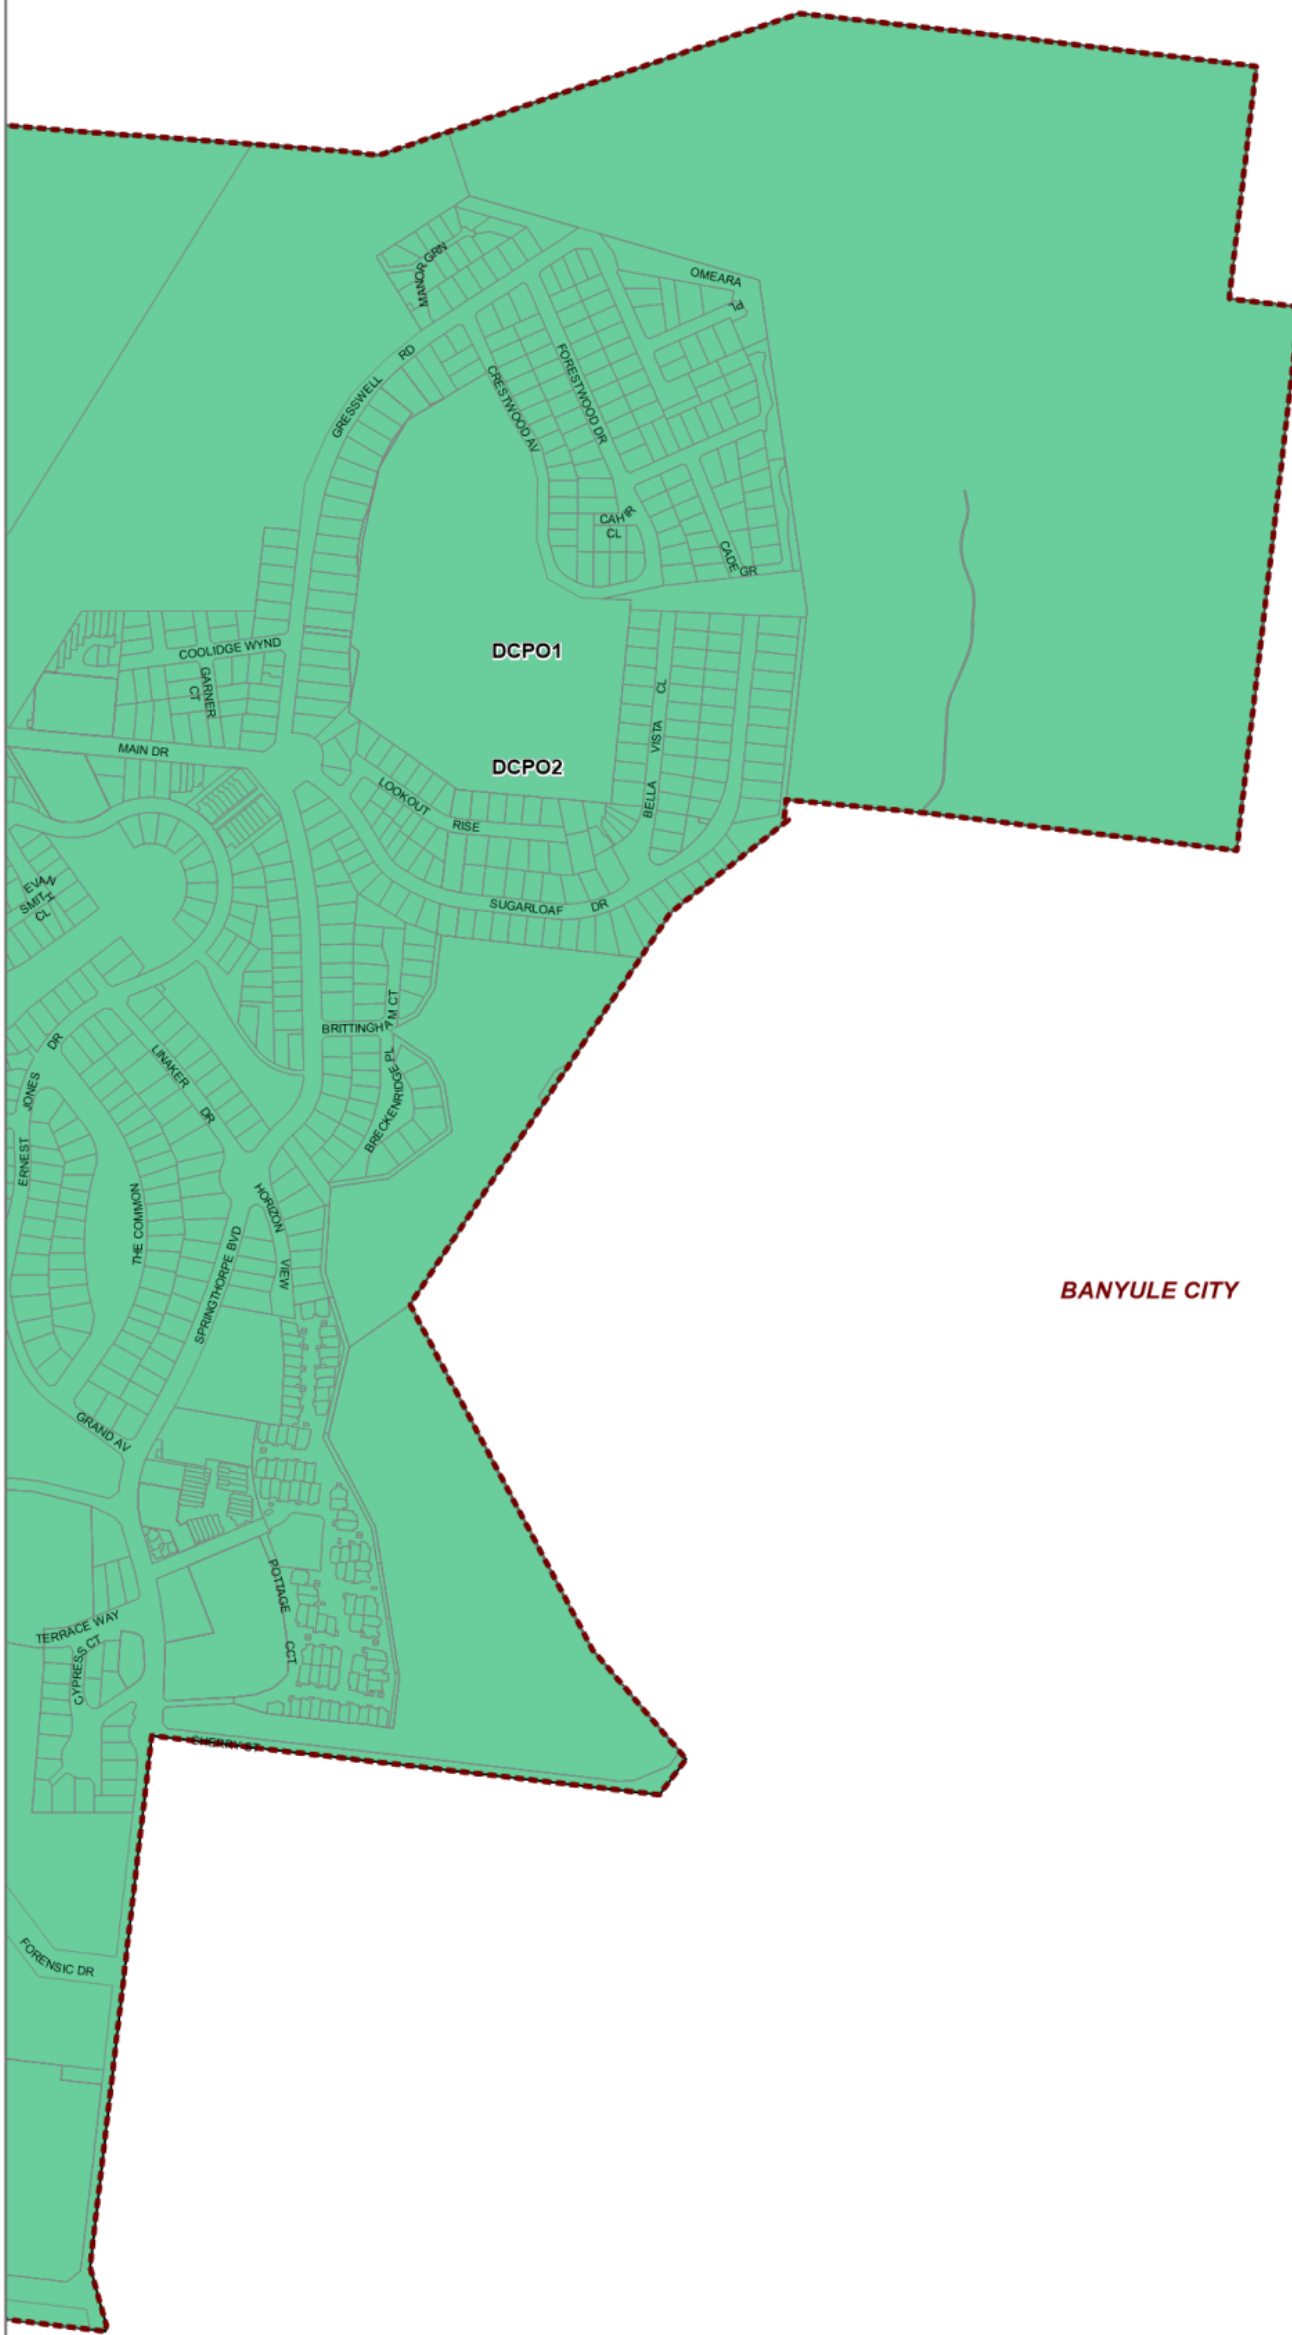 OMEARA
PL
MANOR GRN
GRESSWELL RD
CRESTWOOD AV
FORESTWOOD DR
CAHIR
CL
CADE GR
COOLIDGE WYND
GARNER
CT
DCPO1
VISTA CL
BELLA
MAIN DR
DCPO2
LOOKOUT
RISE
EVAN
SMITH
CL
SUGARLOAF DR
BRITTINGHAM CT
LINAKER DR
JONES DR
ERNEST
BRECKENRIDGE PL
THE COMMON
HORIZON
VIEW
SPRINGTHORPE BVD
BANYULE CITY
GRAND AV
POTTAGE
CCT
TERRACE WAY
CYPRESS CT
CHERRY ST
FORENSIC DR